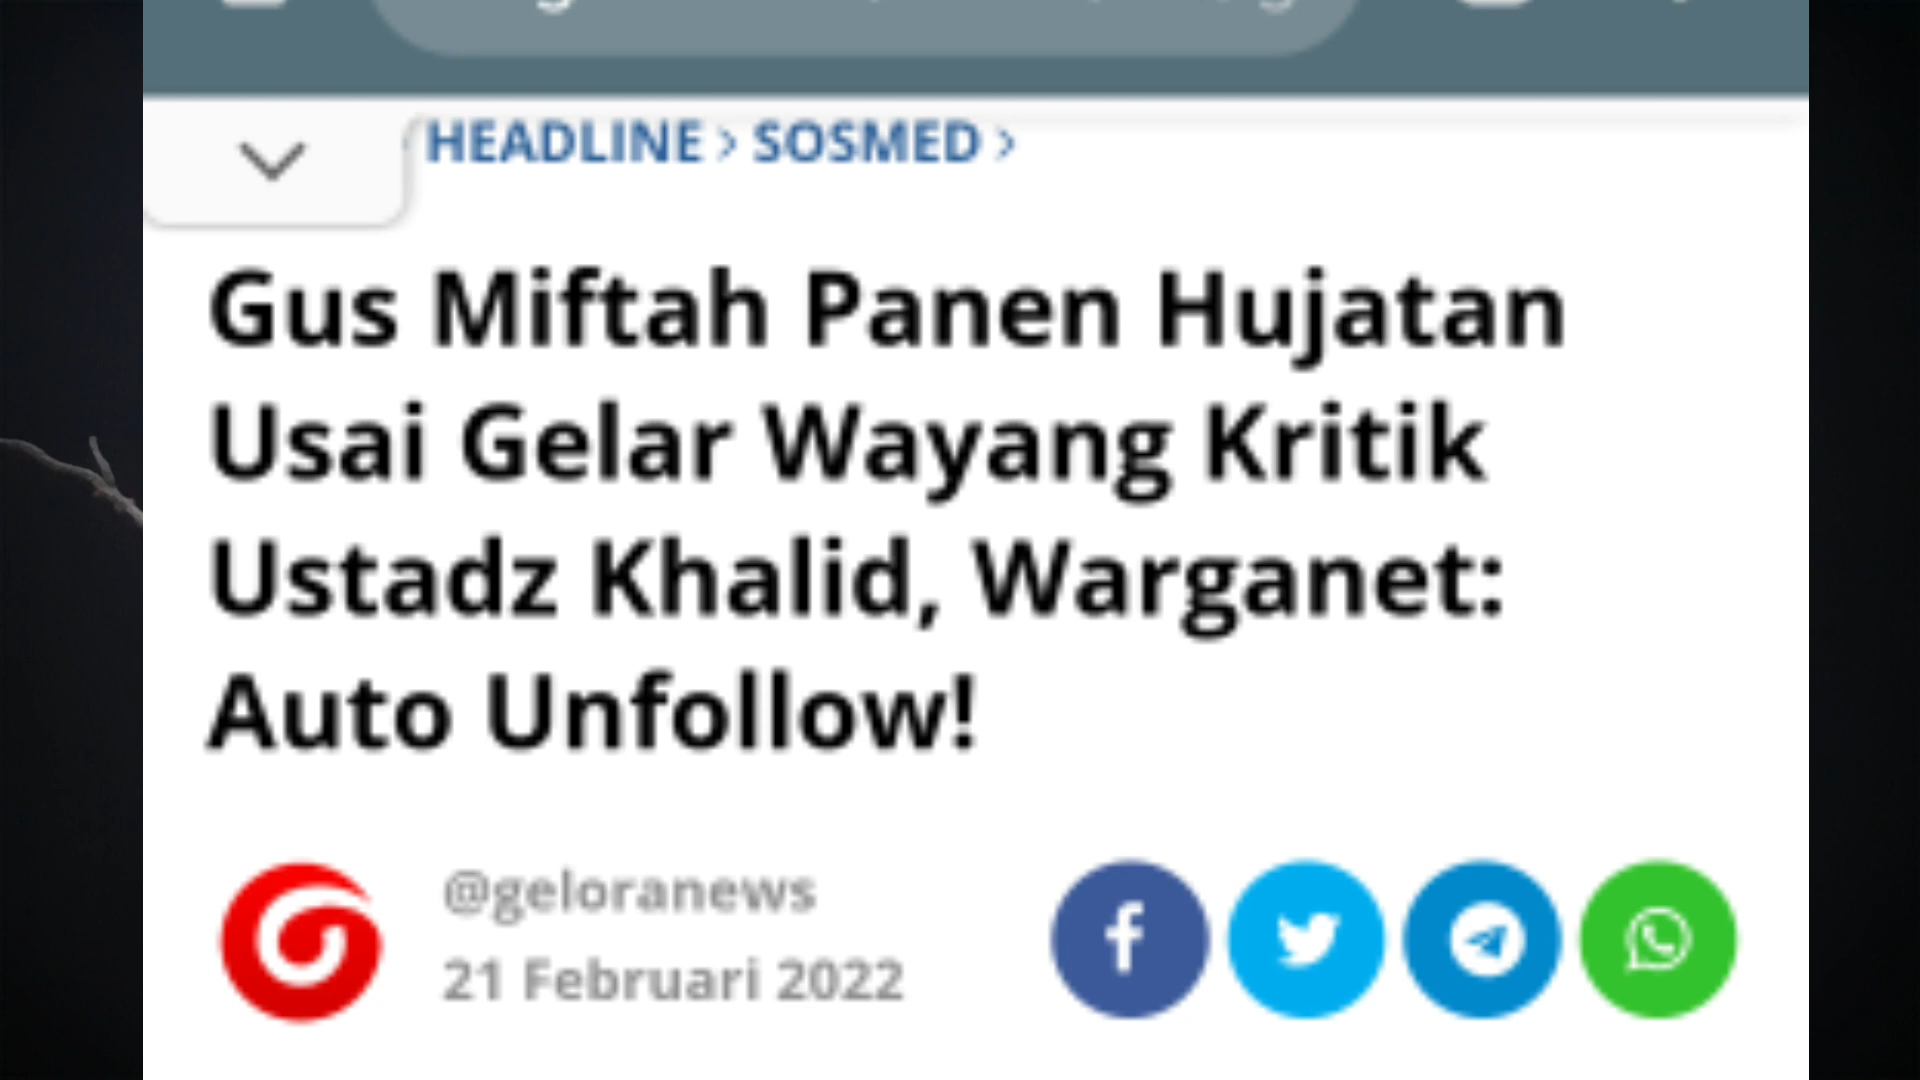 HEADLINE > SOSMED >
Gus Miftah Panen Hujatan
Usai Gelar Wayang Kritik
Ustadz Khalid, Warganet:
Auto Unfollow!
@geloranews
21 Februari 2022